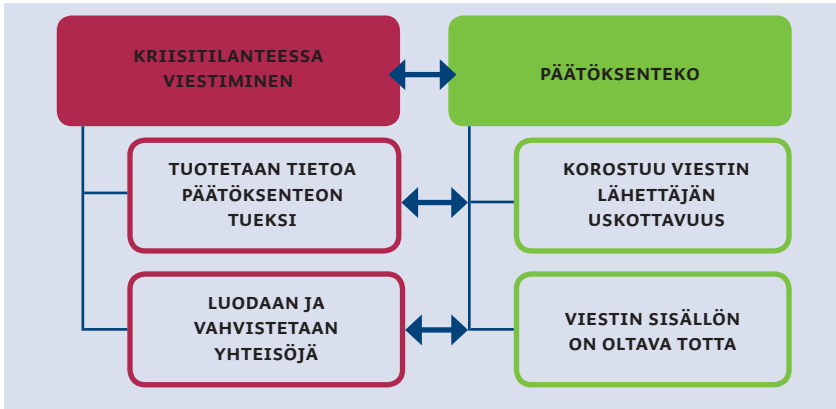 KRIISITILANTEESSA
VIESTIMINEN
PÄÄTÖKSENTEKO
TUOTETAAN TIETOA
PÄÄTÖKSENTEON
TUEKSI
KOROSTUU VIESTIN
LÄHETTÄJÄN
USKOTTAVUUS
LUODAAN JA
VAHVISTETAAN
YHTEISÖJÄ
VIESTIN SISÄLLÖN
ON OLTAVA TOTTA